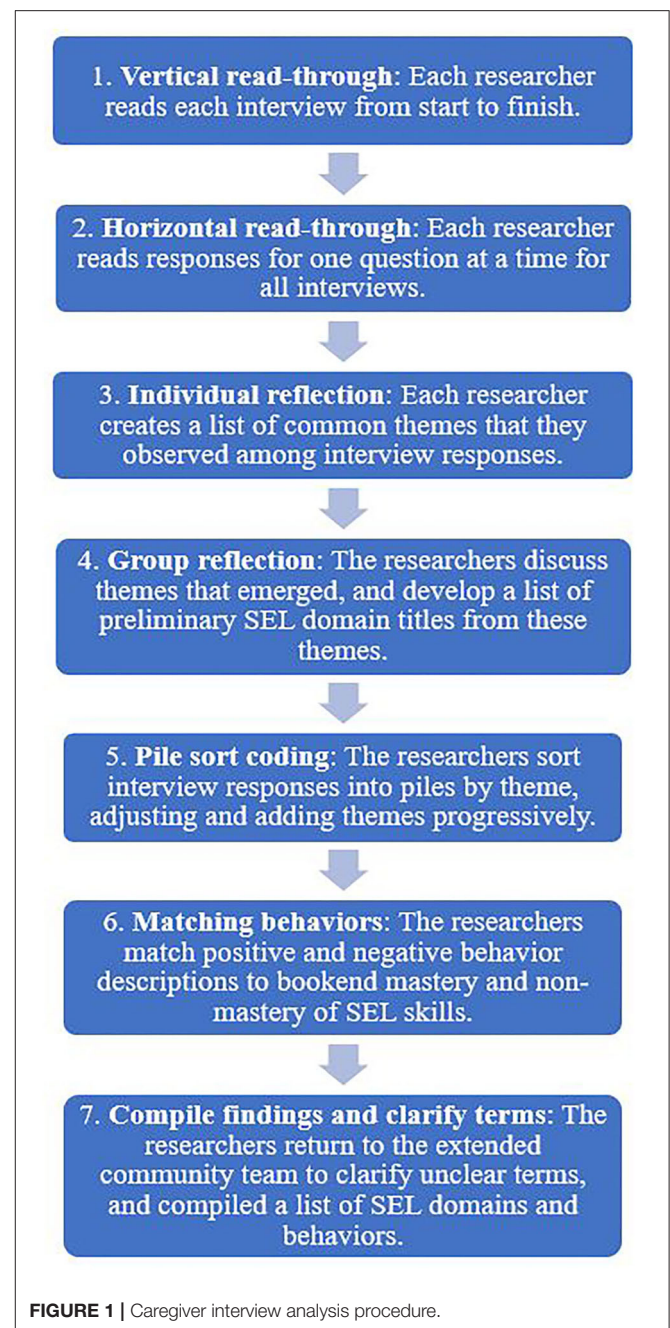 1. Vertical read-through: Each researcher
reads each interview from start to finish.
2. Horizontal read-through: Each researcher
reads responses for one question at a time for
all interviews.
3. Individual reflection: Each researcher
creates a list of common themes that they
observed among interview responses.
4. Group reflection: The researchers discuss
themes that emerged, and develop a list of
preliminary SEL domain titles from these
themes.
5. Pile sort coding: The researchers sort
interview responses into piles by theme,
adjusting and adding themes progressively.
6. Matching behaviors: The researchers
match positive and negative behavior
descriptions to bookend mastery and non-
mastery of SEL skills.
7. Compile findings and clarify terms: The
researchers return to the extended
community team to clarify unclear terms,
and compiled a list of SEL domains and
behaviors.
FIGURE 1 | Caregiver interview analysis procedure.